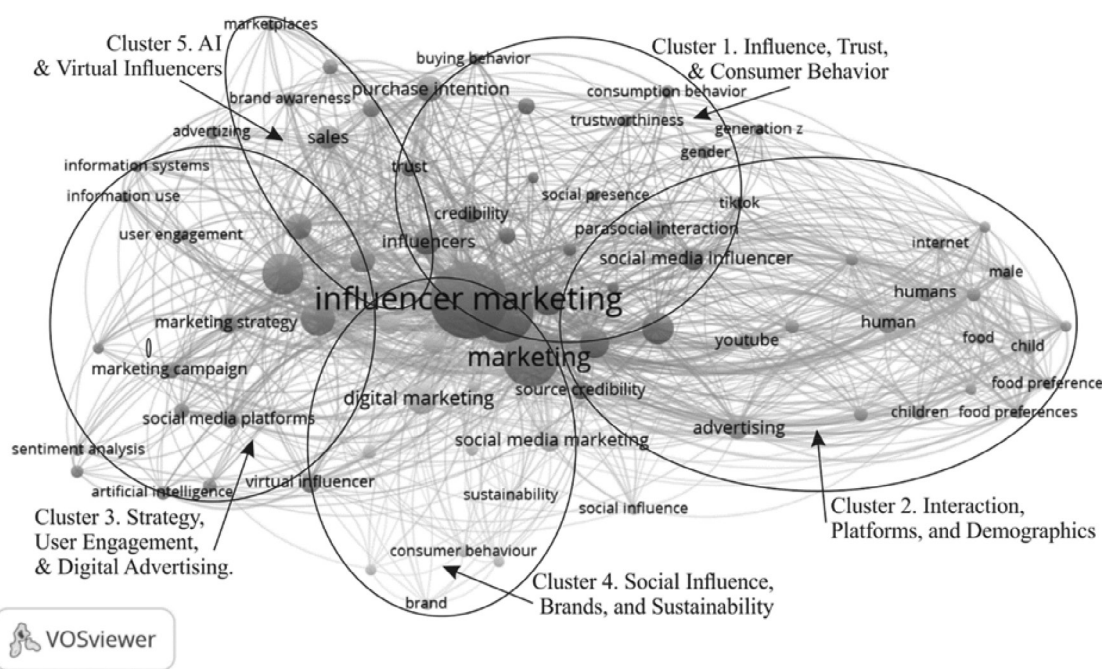 marketplaces
Cluster 5. AI
& Virtual Influencers
buying behavior
Cluster 1. Influence, Trust,
& Consumer Behavior
purchase intention
consumption behavior
brand awareness
trustworthiness
generation z
advertizing
sales
gender
information systems
trust
information use
social presence
tiktok
credibility
user engagement
influencers
parasocial interaction
internet
social media influencer
male
humans
influencer marketing
marketing strategy
human
youtube
food
child
marketing
marketing campaign
source credibility
food preference
digital marketing
children
food preferences
social media platforms
advertising
social media marketing
sentiment analysis
virtual influencer
artificial intelligence
sustainability
social influence
Cluster 3. Strategy,
User Engagement,
& Digital Advertising.
Cluster 2. Interaction,
Platforms, and Demographics
consumer behaviour
Cluster 4. Social Influence,
Brands, and Sustainability
brand
VOSviewer